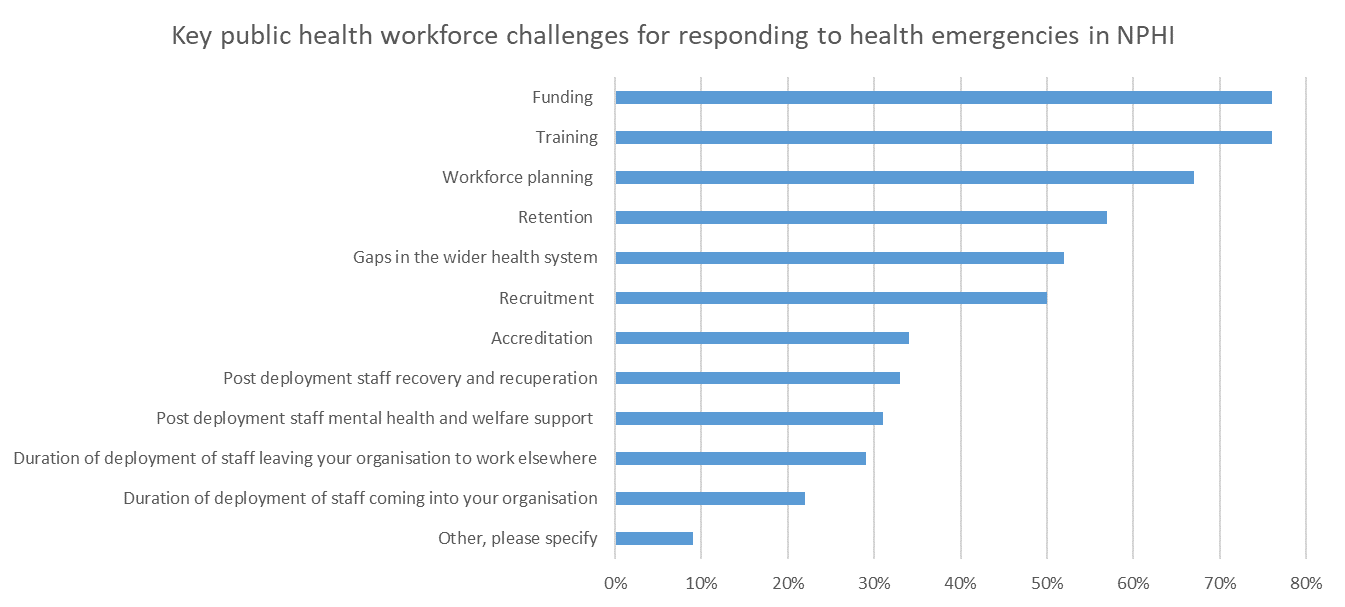 Key public health workforce challenges for responding to health emergencies in NPHI
Funding
Training
Workforce planning
Retention
Gaps in the wider health system
Recruitment
Accreditation
Post deployment staff recovery and recuperation
Post deployment staff mental health and welfare support
Duration of deployment of staff leaving your organisation to work elsewhere
Duration of deployment of staff coming into your organisation
Other, please specify
0% 10% 20% 30% 40% 50% 60% 70% 80%